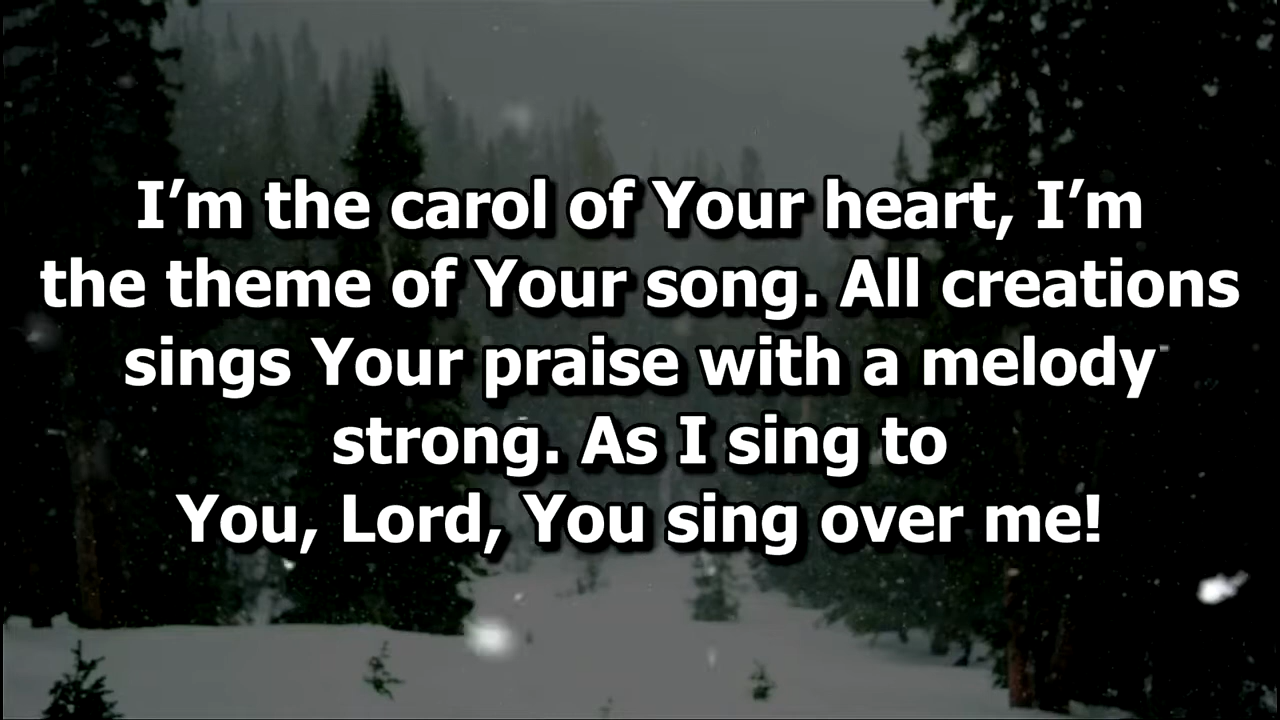 I’m the carol of Your heart, I’m
the theme of Your song. All creations
sings Your praise with a melody
strong. As I sing to
You, Lord, You sing over me!